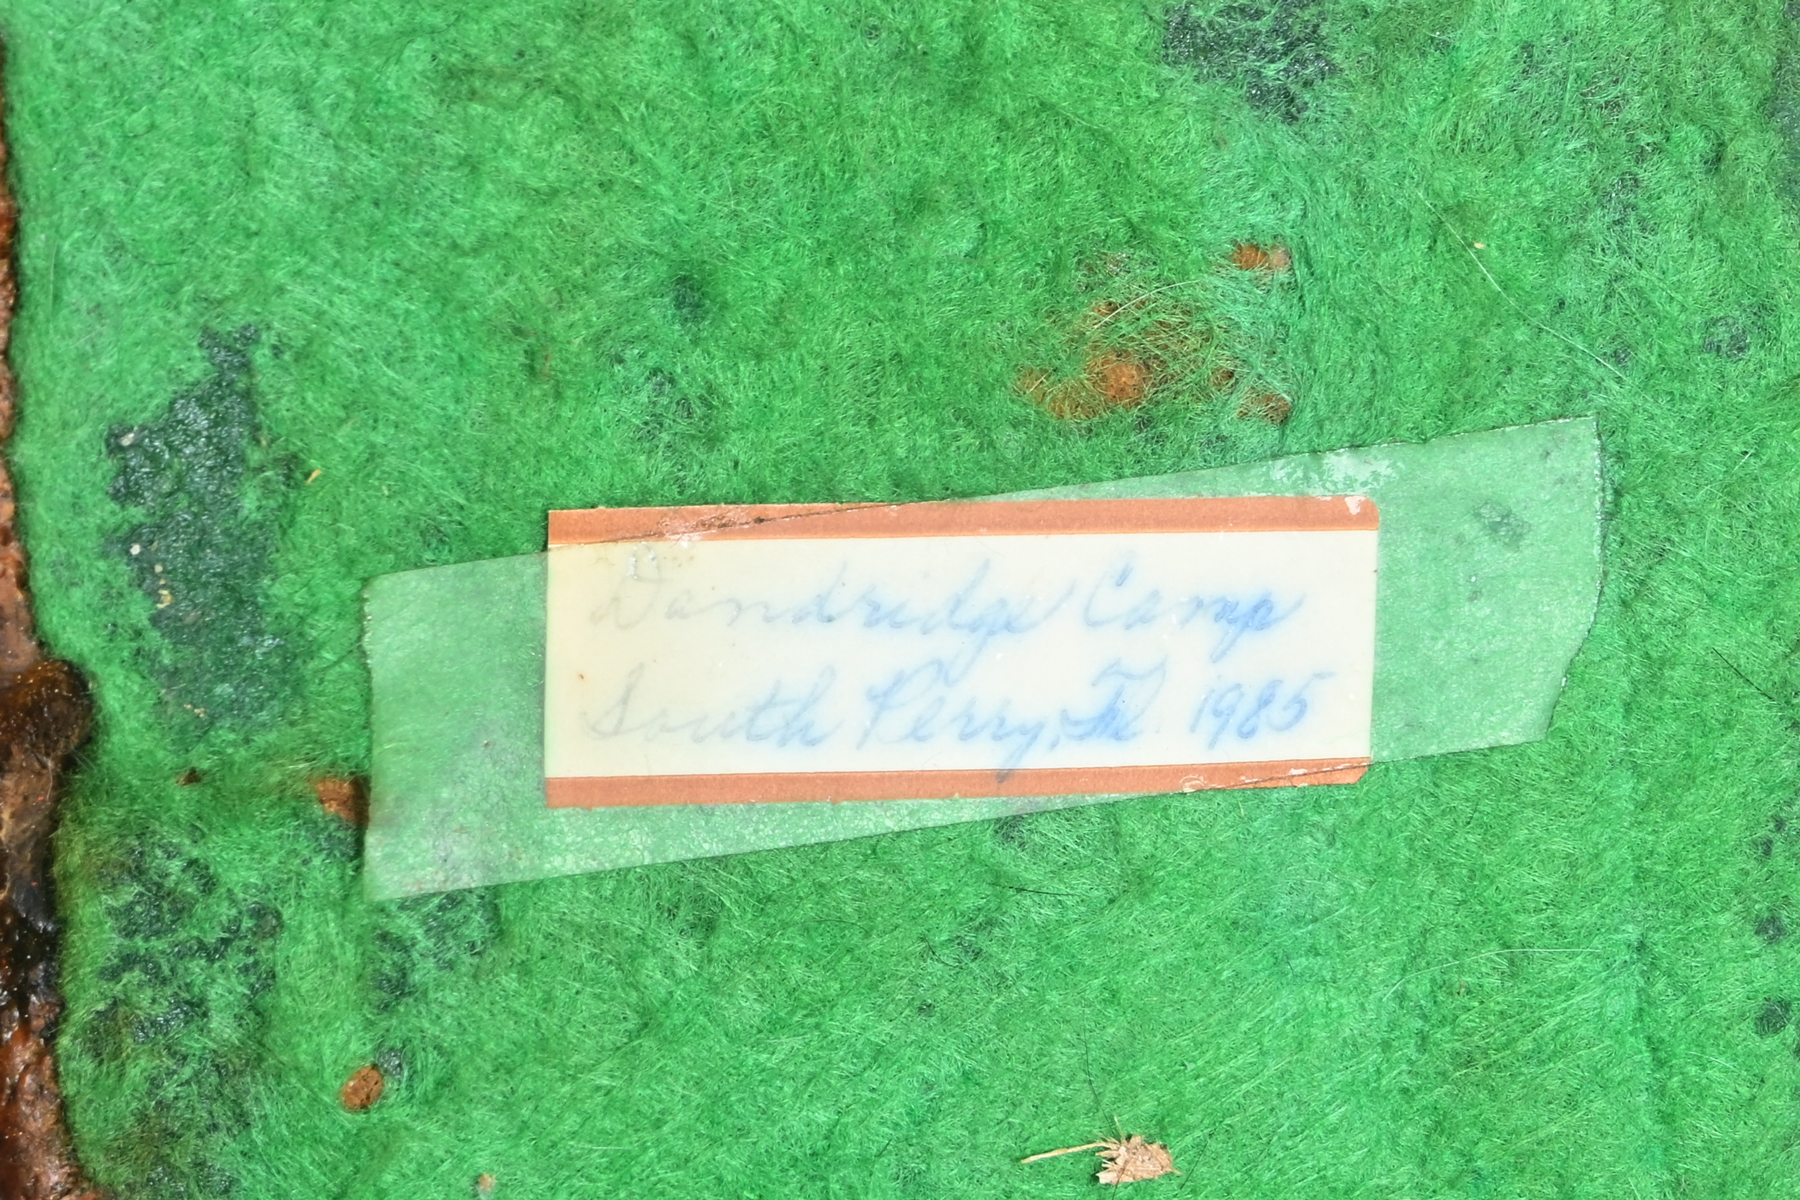 Dandridge Camp
South Perry, Fl 1985